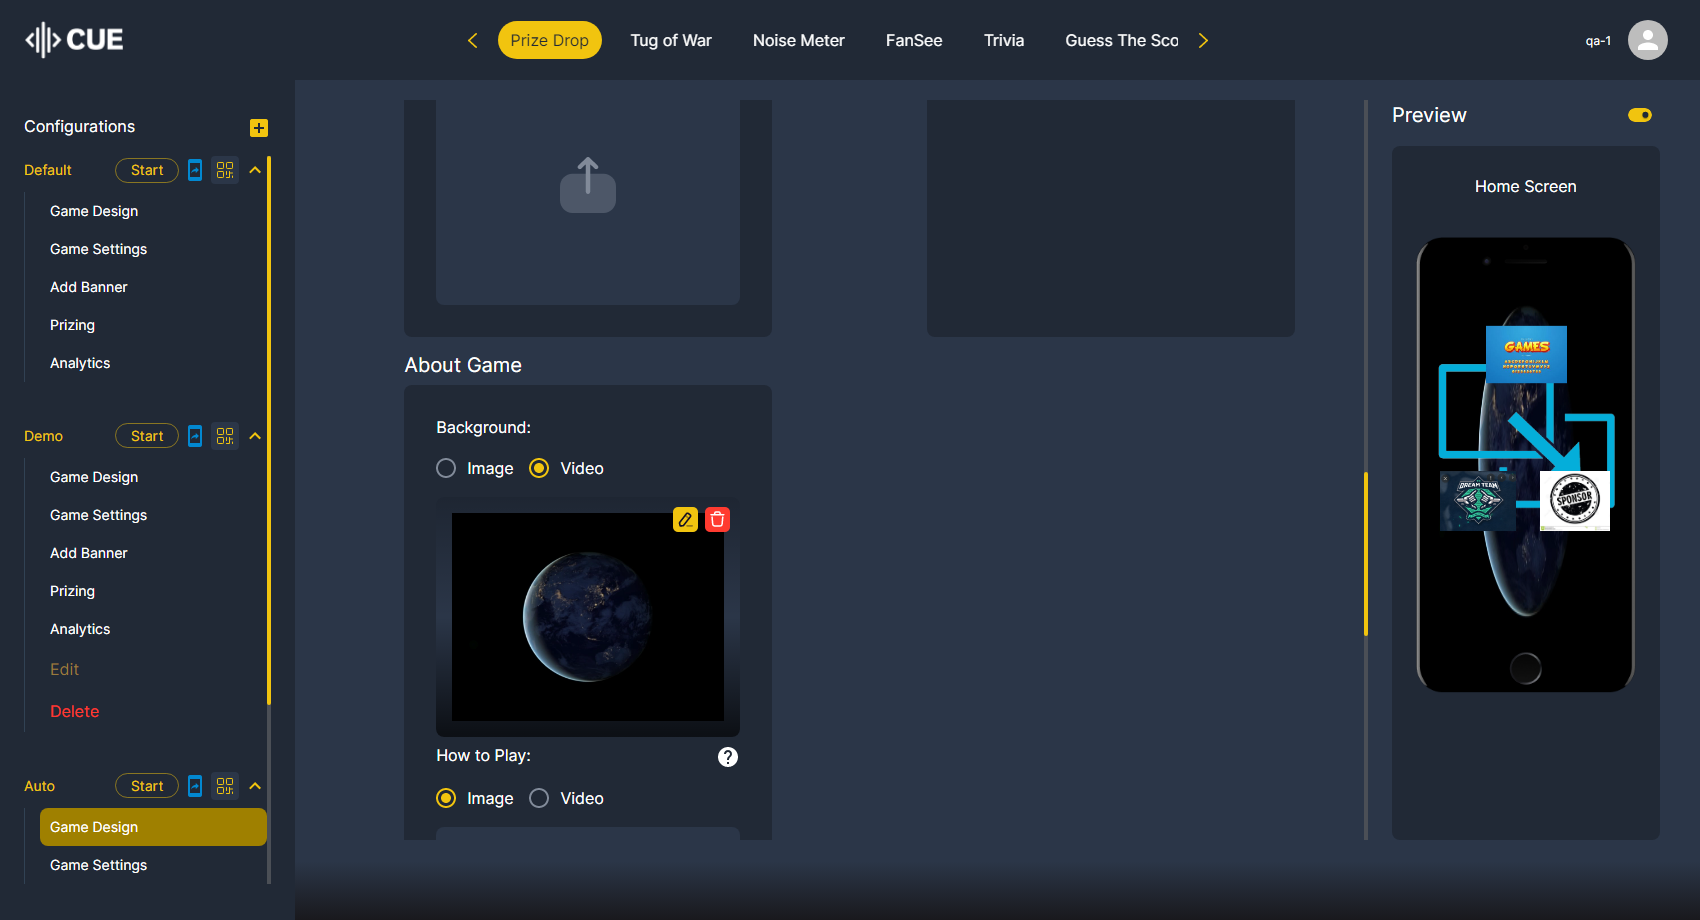 CUE
Prize Drop
Tug of War
Noise Meter
FanSee
Trivia
Guess The Sco
qa-1
Configurations
Default
Start
Game Design
Game Settings
Add Banner
Prizing
Analytics
Demo
Start
Game Design
Game Settings
Add Banner
Prizing
Analytics
Edit
Delete
Auto
Start
Game Design
Game Settings
About Game
Background:
Image
Video
How to Play:
?
Image
Video
Preview
Home Screen
GAMES
DREAM TEAM
SPONSOR